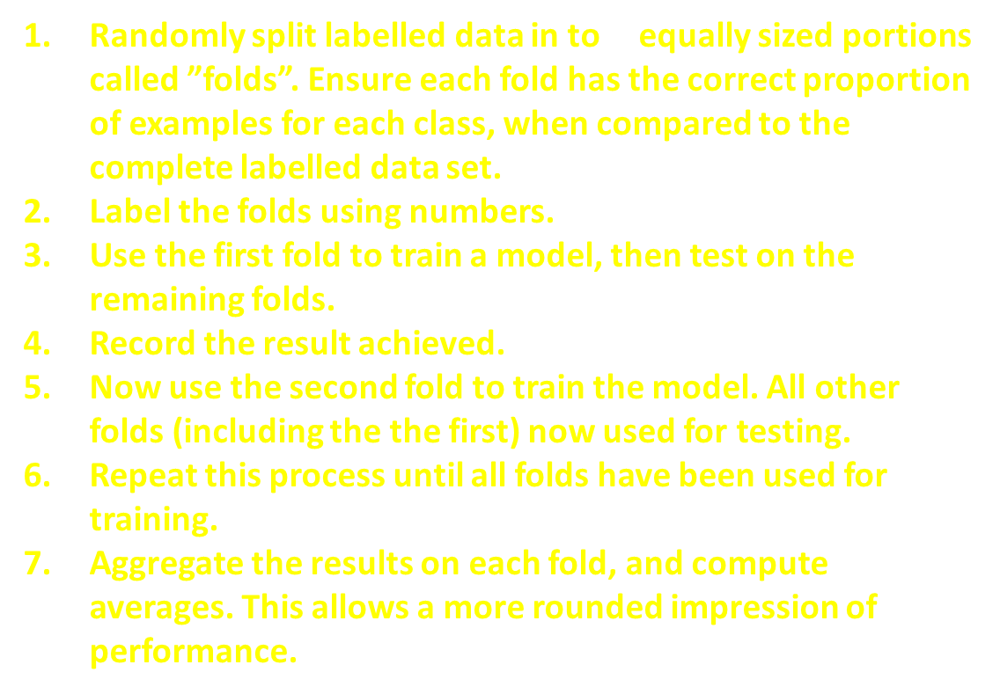 1. Randomly split labelled data in to equally sized portions
called ”folds”. Ensure each fold has the correct proportion
of examples for each class, when compared to the
complete labelled data set.
2. Label the folds using numbers.
3. Use the first fold to train a model, then test on the
remaining folds.
4. Record the result achieved.
5. Now use the second fold to train the model. All other
folds (including the the first) now used for testing.
6. Repeat this process until all folds have been used for
training.
7. Aggregate the results on each fold, and compute
averages. This allows a more rounded impression of
performance.